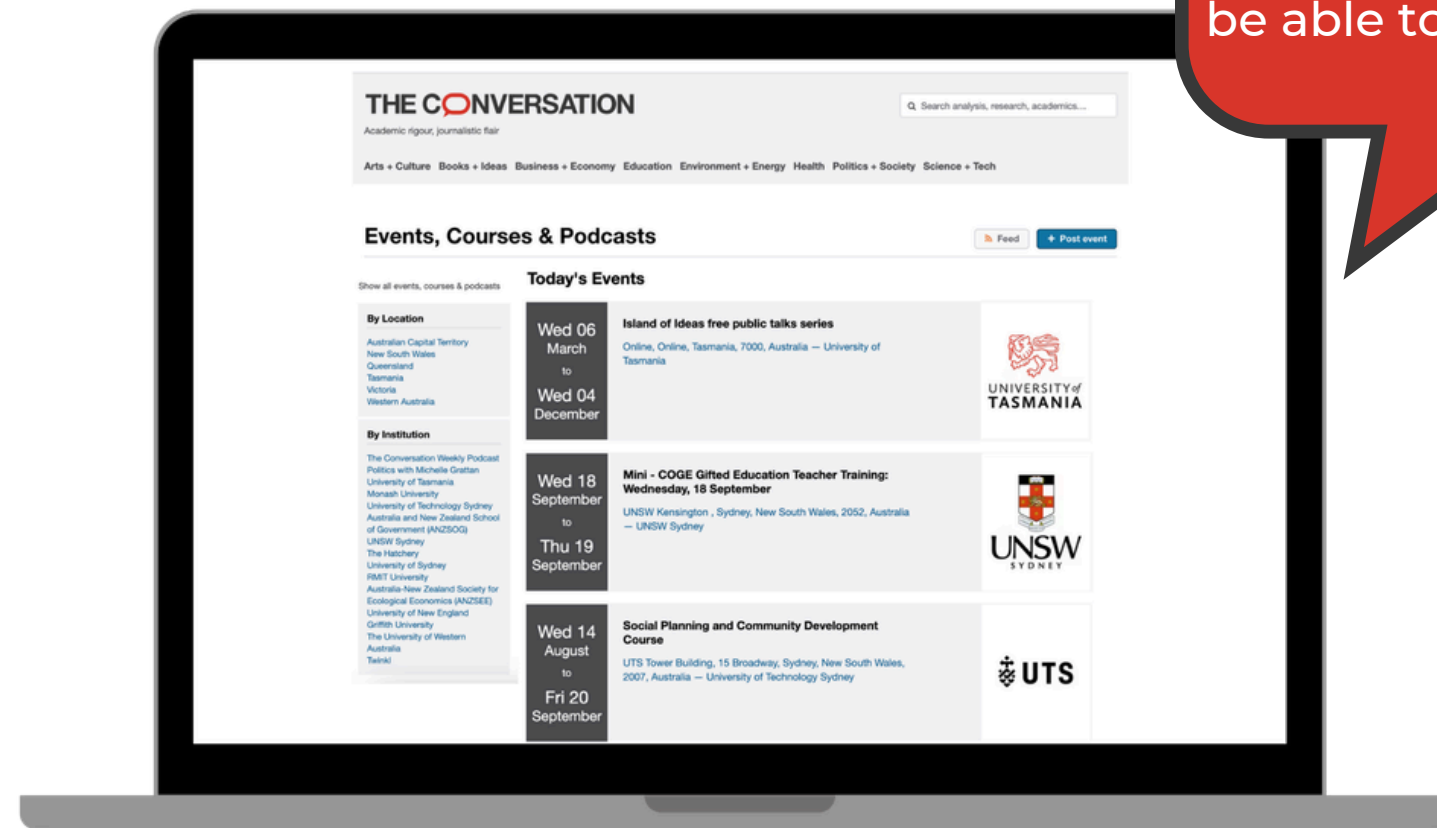 be able to
THE CONVERSATION
Academic rigour, journalistic flair
Search analysis, research, academics...
Arts + Culture Books + Ideas Business + Economy Education Environment + Energy Health Politics + Society Science + Tech
Events, Courses & Podcasts
Feed
+ Post event
Show all events, courses & podcasts
By Location
Australian Capital Territory
New South Wales
Queensland
Tasmania
Victoria
Western Australia
By Institution
The Conversation Weekly Podcast
Politics with Michelle Grattan
University of Tasmania
Monash University
University of Technology Sydney
Australia and New Zealand School
of Government (ANZSOG)
UNSW Sydney
The Hatchery
University of Sydney
RMIT University
Australia-New Zealand Society for
Ecological Economics (ANZSEE)
University of New England
Griffith University
The University of Western
Australia
Twinkl
Today's Events
Wed 06
March
to
Wed 04
December
Island of Ideas free public talks series
Online, Online, Tasmania, 7000, Australia — University of
Tasmania
UNIVERSITY of
TASMANIA
Wed 18
September
to
Thu 19
September
Mini - COGE Gifted Education Teacher Training:
Wednesday, 18 September
UNSW Kensington , Sydney, New South Wales, 2052, Australia
— UNSW Sydney
UNSW
SYDNEY
Wed 14
August
to
Fri 20
September
Social Planning and Community Development
Course
UTS Tower Building, 15 Broadway, Sydney, New South Wales,
2007, Australia — University of Technology Sydney
UTS